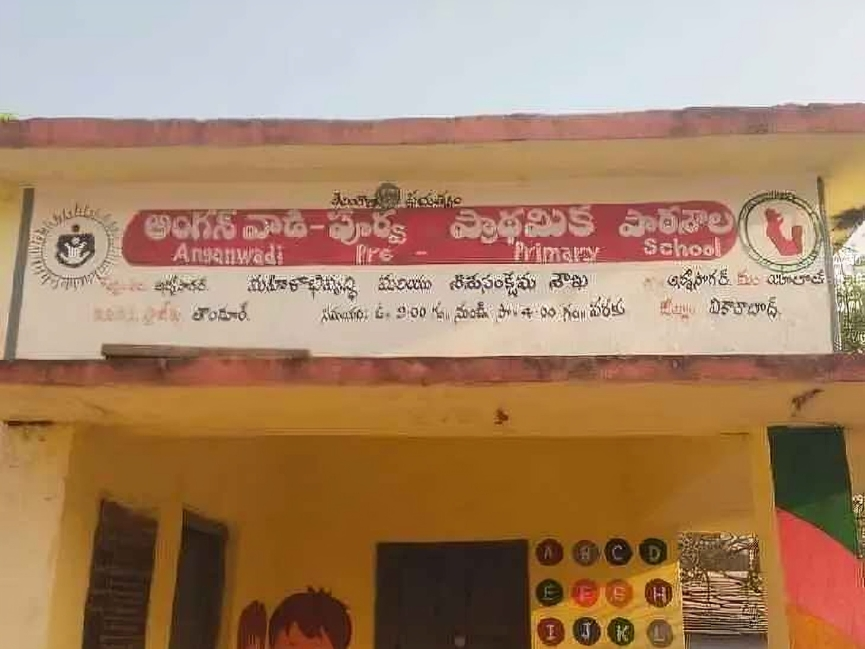 తెలంగాణ ప్రభుత్వం
అంగన్ వాడి - పూర్వ ప్రాథమిక పాఠశాల
Anganwadi Pre - Primary School
మహిళాభివృద్ధి మరియు శిశుసంక్షేమ శాఖ
తాండూర్. సమయం: ఉ- 9:00 గం॥ నుండి సా- 4:00 గం॥ వరకు జిల్లా: వికారాబాద్.
A B C D
E F G H
I J K L